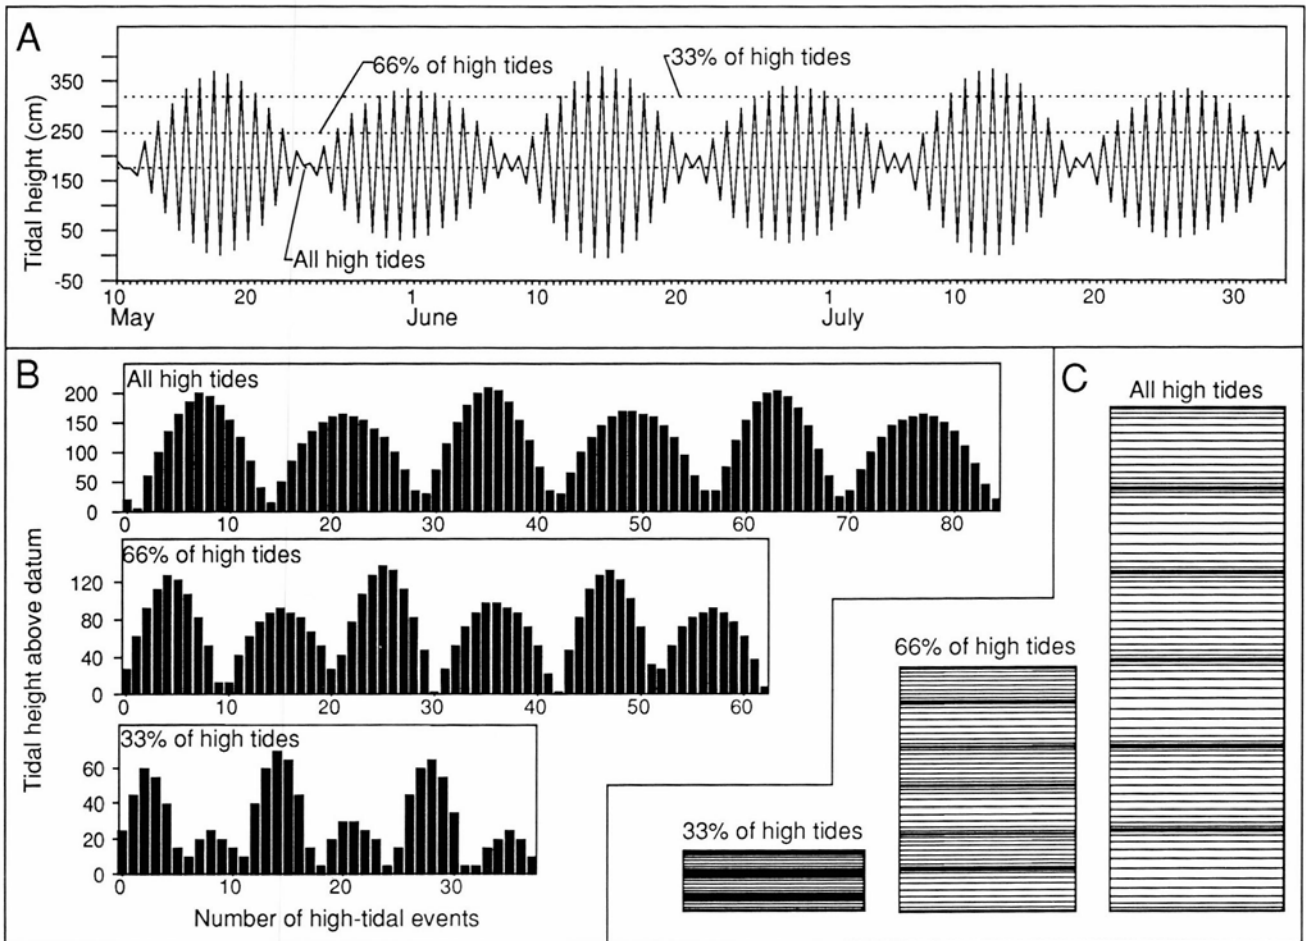 A
66% of high tides
33% of high tides
Tidal height (cm)
350
250
150
50
-50
All high tides
10
20
1
10
20
1
10
20
30
May
June
July
B
All high tides
200
150
100
50
0
0
10
20
30
40
50
60
70
80
66% of high tides
120
80
40
0
0
10
20
30
40
50
60
33% of high tides
60
40
20
0
0
10
20
30
Tidal height above datum
Number of high-tidal events
C
All high tides
66% of high tides
33% of high tides